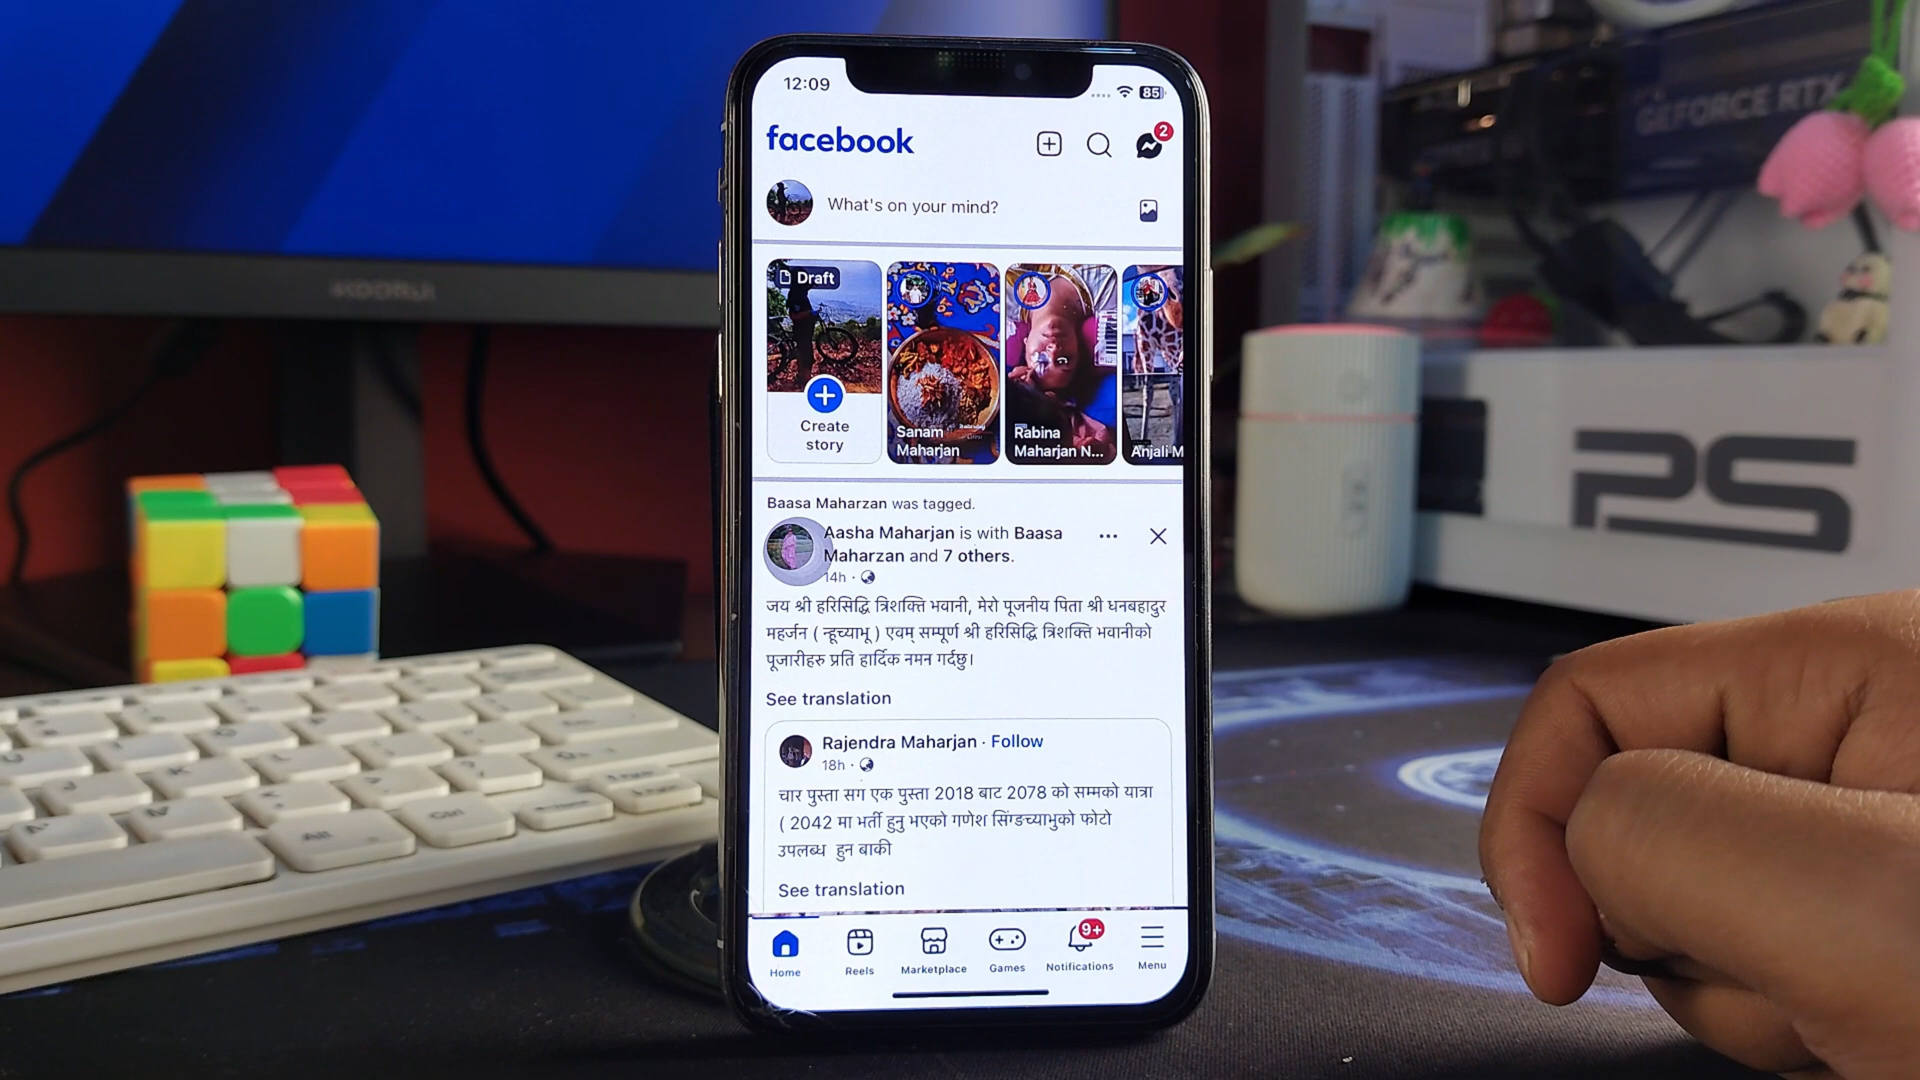 12:09
85
facebook
2
What's on your mind?
Draft
Create
story
Sanam
Maharjan
Rabina
Maharjan N...
Anjali M
Baasa Maharzan was tagged.
Aasha Maharjan is with Baasa
Maharzan and 7 others.
14h ·
जय श्री हरिसिद्धि त्रिशक्ति भवानी, मेरो पूजनीय पिता श्री धनबहादुर
महर्जन ( न्हूच्याभू ) एवम् सम्पूर्ण श्री हरिसिद्धि त्रिशक्ति भवानीको
पूजारीहरु प्रति हार्दिक नमन गर्दछु।
See translation
Rajendra Maharjan · Follow
18h ·
चार पुस्ता सग एक पुस्ता 2018 बाट 2078 को सम्मको यात्रा
( 2042 मा भर्ती हुनु भएको गणेश सिंग्डच्याभुको फोटो
उपलब्ध हुन बाकी
See translation
9+
Home
Reels
Marketplace
Games
Notifications
Menu
GEFORCE RTX
PS
Alt
Ctrl